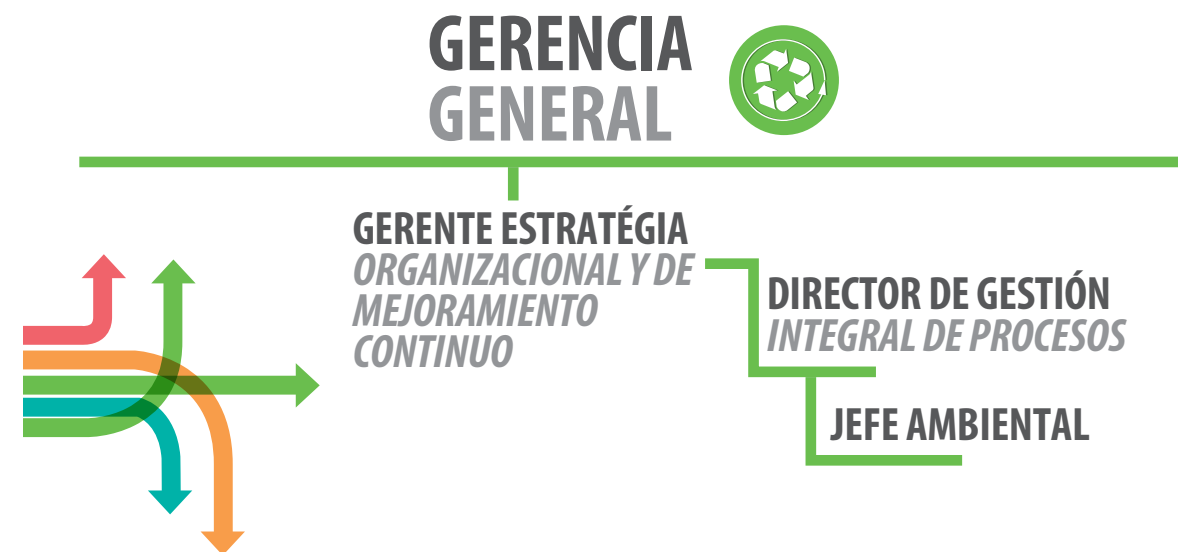 GERENCIA
GENERAL
GERENTE ESTRATÉGIA
ORGANIZACIONAL Y DE
MEJORAMIENTO
CONTINUO
DIRECTOR DE GESTIÓN
INTEGRAL DE PROCESOS
JEFE AMBIENTAL